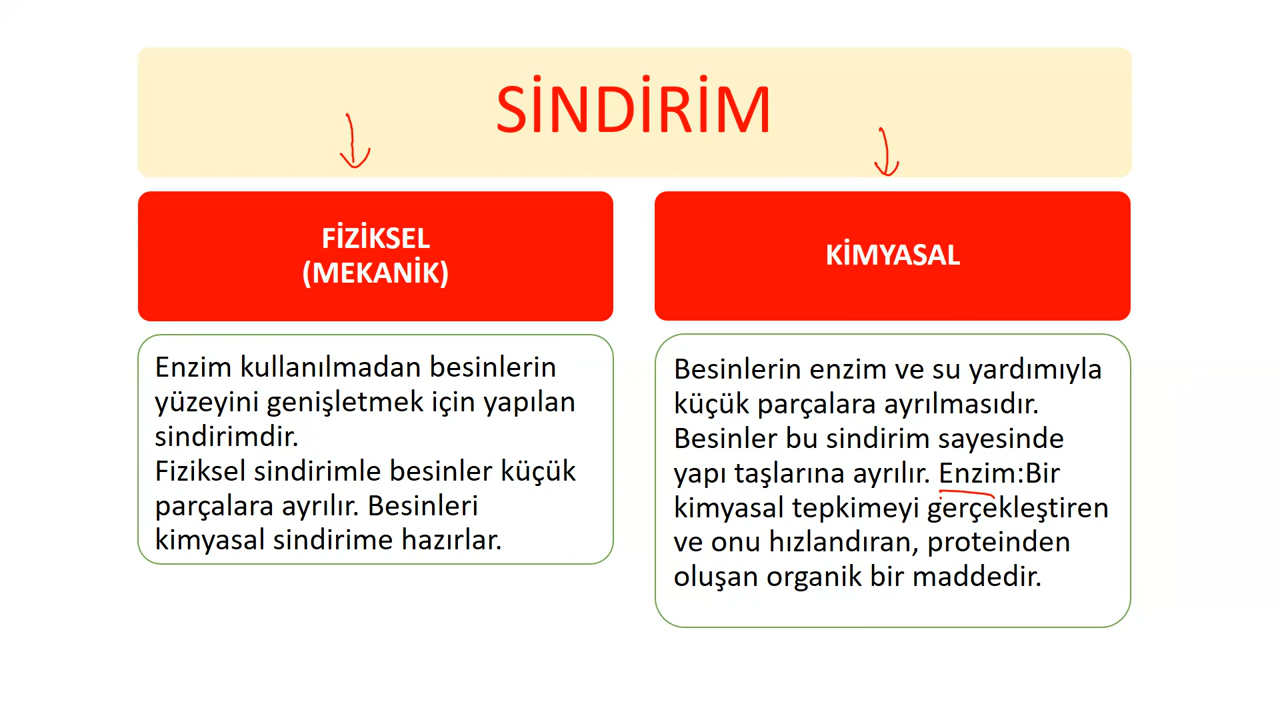 SİNDİRİM
FİZİKSEL
(MEKANİK)
Enzim kullanılmadan besinlerin
yüzeyini genişletmek için yapılan
sindirimdir.
Fiziksel sindirimle besinler küçük
parçalara ayrılır. Besinleri
kimyasal sindirime hazırlar.
KİMYASAL
Besinlerin enzim ve su yardımıyla
küçük parçalara ayrılmasıdır.
Besinler bu sindirim sayesinde
yapı taşlarına ayrılır. Enzim:Bir
kimyasal tepkimeyi gerçekleştiren
ve onu hızlandıran, proteinden
oluşan organik bir maddedir.